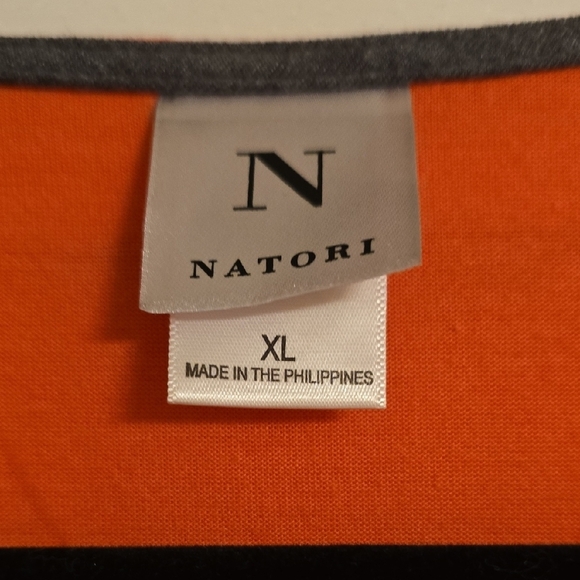 N
NATORI
XL
MADE IN THE PHILIPPINES